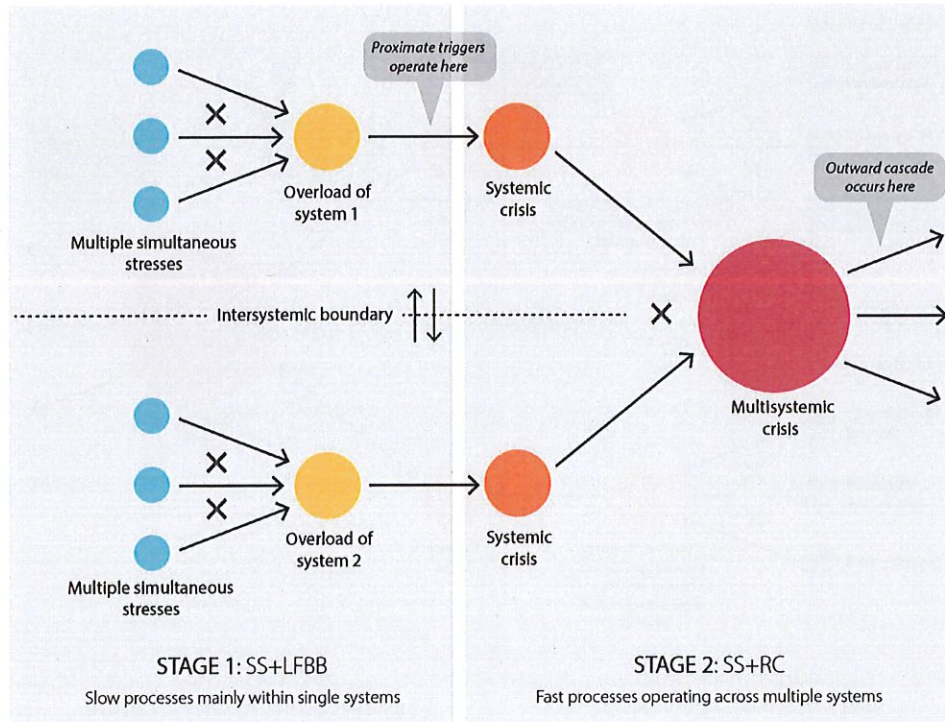 Proximate triggers
operate here
Overload of
system 1
Systemic
crisis
Multiple simultaneous
stresses
Outward cascade
occurs here
Intersystemic boundary
Multisystemic
crisis
Overload of
system 2
Systemic
crisis
Multiple simultaneous
stresses
STAGE 1: SS+LFBB
Slow processes mainly within single systems
STAGE 2: SS+RC
Fast processes operating across multiple systems